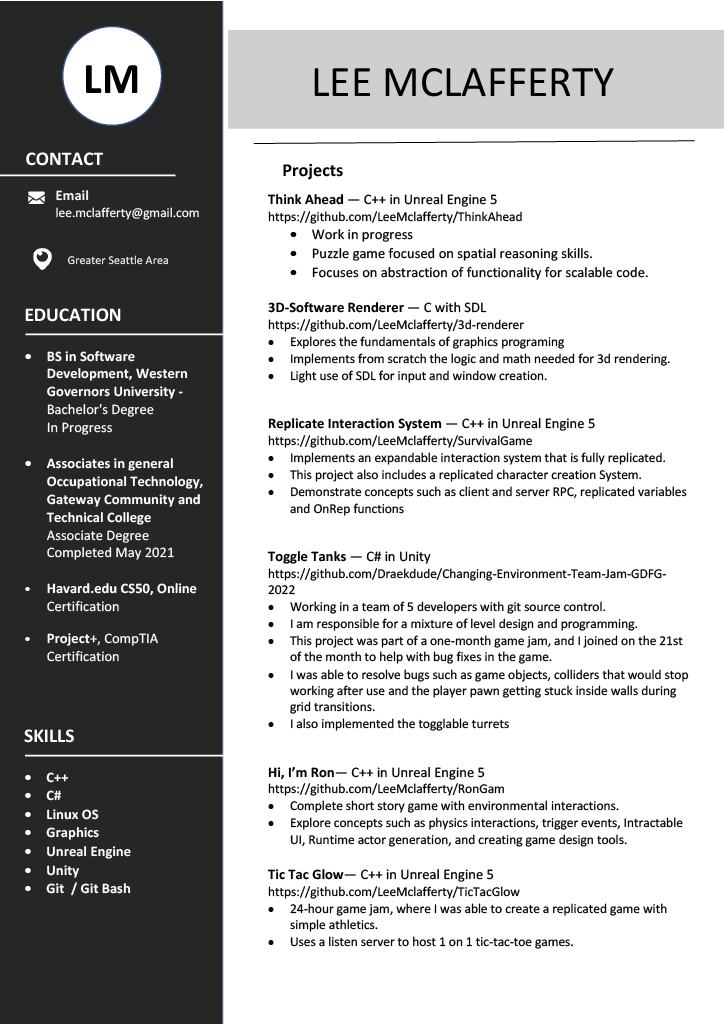 LM
CONTACT
Email
lee.mclafferty@gmail.com
Greater Seattle Area
EDUCATION
• BS in Software
Development, Western
Governors University -
Bachelor's Degree
In Progress
• Associates in general
Occupational Technology,
Gateway Community and
Technical College
Associate Degree
Completed May 2021
• Havard.edu CS50, Online
Certification
• Project+, CompTIA
Certification
SKILLS
• C++
• C#
• Linux OS
• Graphics
• Unreal Engine
• Unity
• Git / Git Bash
LEE MCLAFFERTY
Projects
Think Ahead — C++ in Unreal Engine 5
https://github.com/LeeMclafferty/ThinkAhead
• Work in progress
• Puzzle game focused on spatial reasoning skills.
• Focuses on abstraction of functionality for scalable code.
3D-Software Renderer — C with SDL
https://github.com/LeeMclafferty/3d-renderer
• Explores the fundamentals of graphics programing
• Implements from scratch the logic and math needed for 3d rendering.
• Light use of SDL for input and window creation.
Replicate Interaction System — C++ in Unreal Engine 5
https://github.com/LeeMclafferty/SurvivalGame
• Implements an expandable interaction system that is fully replicated.
• This project also includes a replicated character creation System.
• Demonstrate concepts such as client and server RPC, replicated variables
and OnRep functions
Toggle Tanks — C# in Unity
https://github.com/Draekdude/Changing-Environment-Team-Jam-GDFG-
2022
• Working in a team of 5 developers with git source control.
• I am responsible for a mixture of level design and programming.
• This project was part of a one-month game jam, and I joined on the 21st
of the month to help with bug fixes in the game.
• I was able to resolve bugs such as game objects, colliders that would stop
working after use and the player pawn getting stuck inside walls during
grid transitions.
• I also implemented the togglable turrets
Hi, I’m Ron— C++ in Unreal Engine 5
https://github.com/LeeMclafferty/RonGam
• Complete short story game with environmental interactions.
• Explore concepts such as physics interactions, trigger events, Intractable
UI, Runtime actor generation, and creating game design tools.
Tic Tac Glow— C++ in Unreal Engine 5
https://github.com/LeeMclafferty/TicTacGlow
• 24-hour game jam, where I was able to create a replicated game with
simple athletics.
• Uses a listen server to host 1 on 1 tic-tac-toe games.